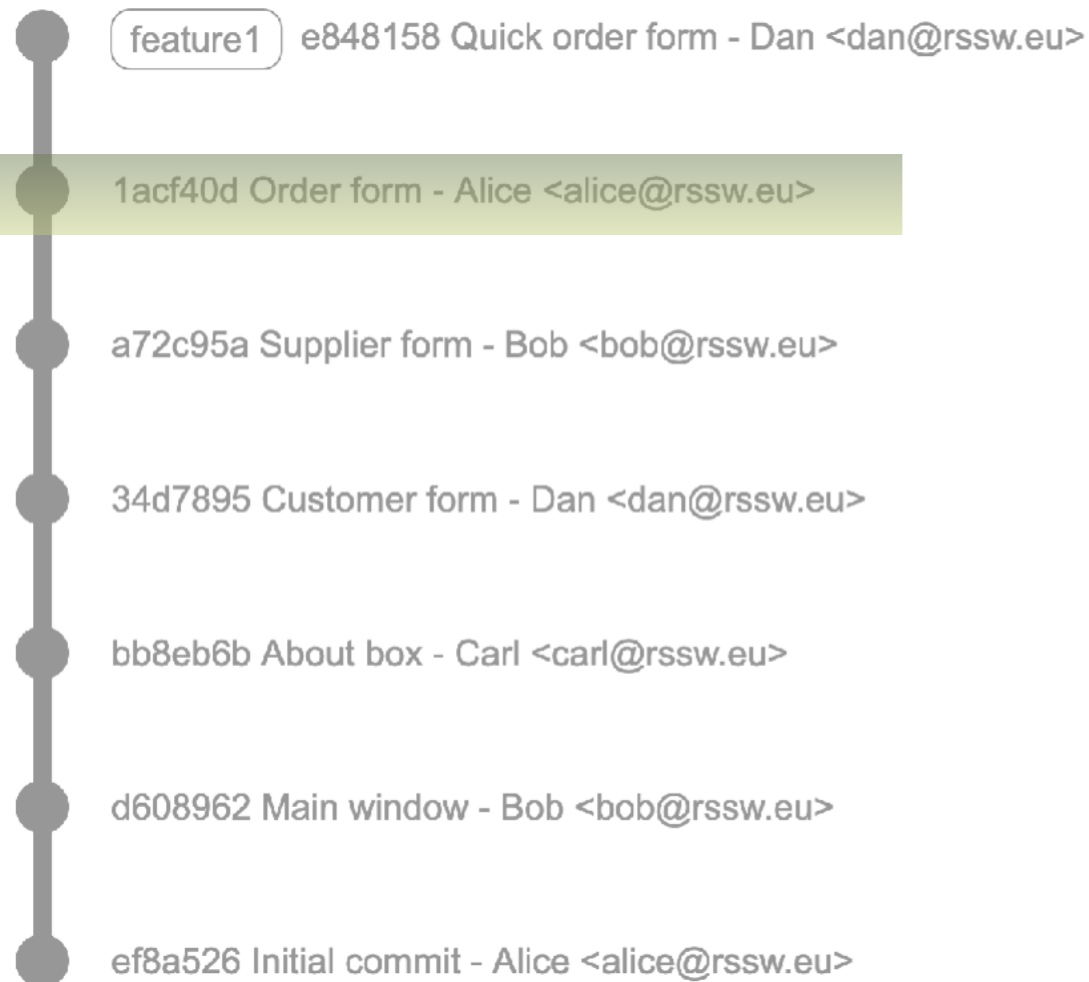 feature1 e848158 Quick order form - Dan <dan@rssw.eu>
1acf40d Order form - Alice <alice@rssw.eu>
a72c95a Supplier form - Bob <bob@rssw.eu>
34d7895 Customer form - Dan <dan@rssw.eu>
bb8eb6b About box - Carl <carl@rssw.eu>
d608962 Main window - Bob <bob@rssw.eu>
ef8a526 Initial commit - Alice <alice@rssw.eu>